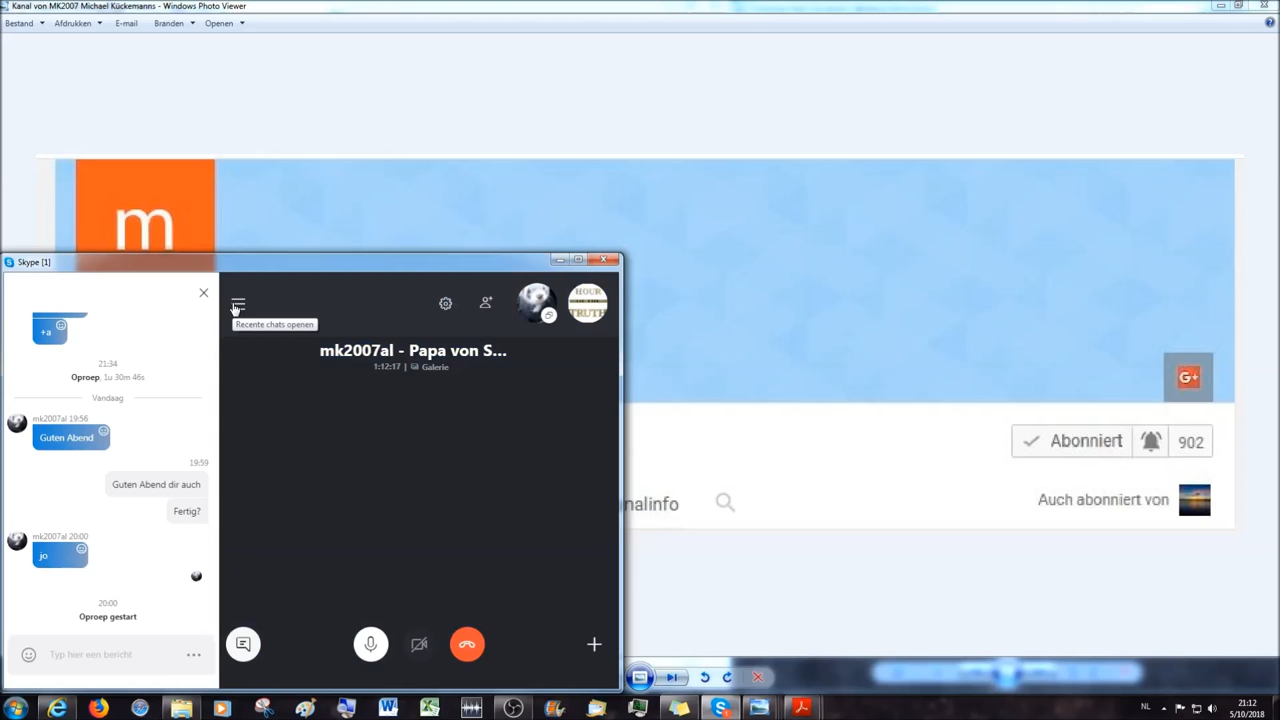 Kanal von MK2007 Michael Kückemanns - Windows Photo Viewer
Bestand Afdrukken E-mail Branden Openen
m
Skype [1]
Recente chats openen
HOUR
TRUTH
mk2007al - Papa von S...
1:12:17 | Galerie
+a
21:34
Oproep, 1u 30m 46s
Vandaag
mk2007al 19:56
Guten Abend
19:59
Guten Abend dir auch
Fertig?
mk2007al 20:00
jo
20:00
Oproep gestart
Typ hier een bericht
G+
Abonniert 902
nalinfo
Auch abonniert von
NL
21:12
5/10/2018